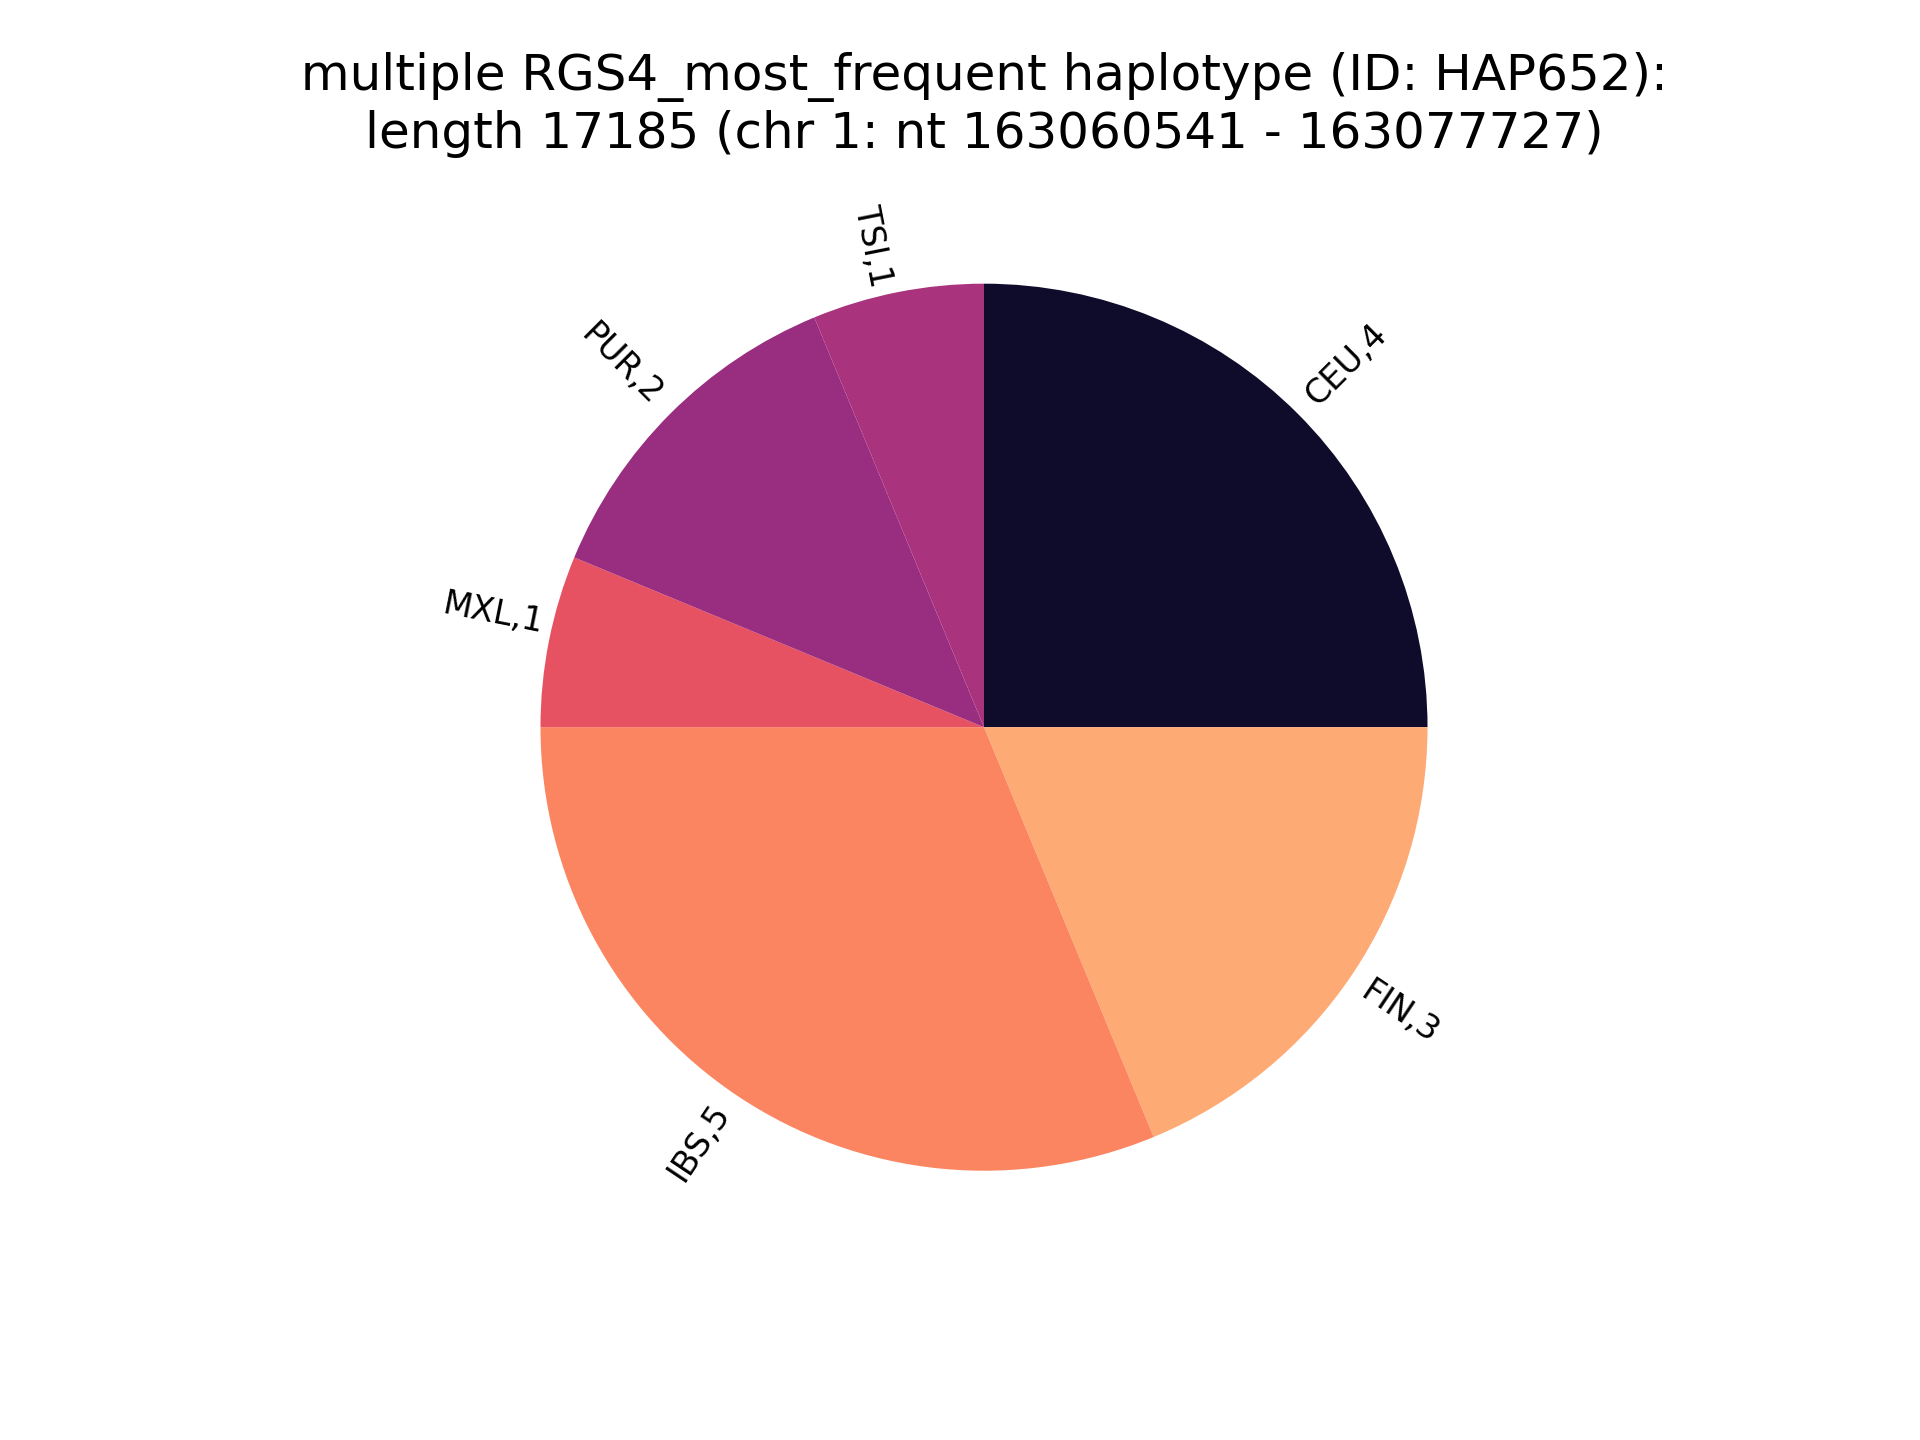 multiple RGS4_most_frequent haplotype (ID: HAP652):
length 17185 (chr 1: nt 163060541 - 163077727)
TSI,1
CEU,4
PUR,2
MXL,1
FIN,3
IBS,5